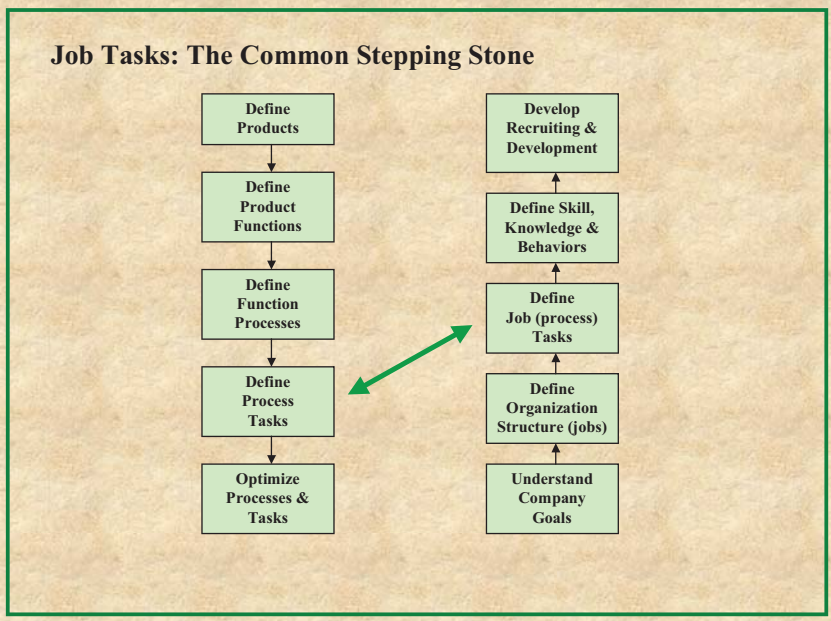 Job Tasks: The Common Stepping Stone
Define
Products
Define
Product
Functions
Define
Function
Processes
Define
Process
Tasks
Optimize
Processes &
Tasks
Develop
Recruiting &
Development
Define Skill,
Knowledge &
Behaviors
Define
Job (process)
Tasks
Define
Organization
Structure (jobs)
Understand
Company
Goals